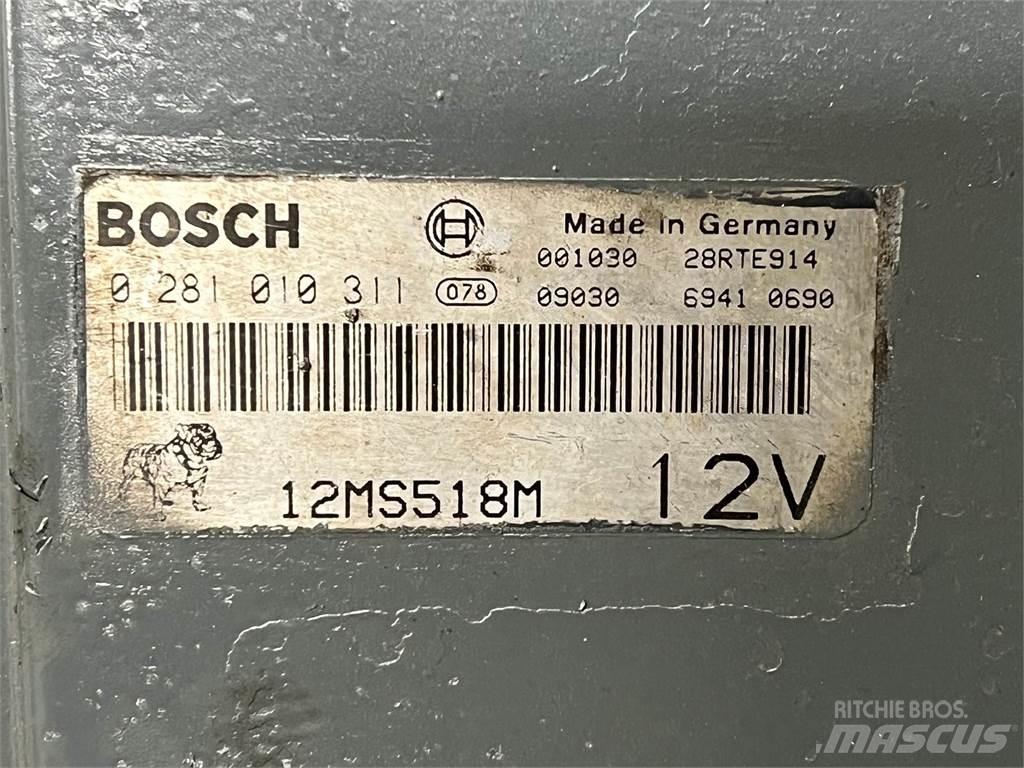 BOSCH
Made in Germany
001030 28RTE914
0 281 010 311 078 09030 6941 0690
12MS518M 12V
RITCHIE BROS.
MASCUS